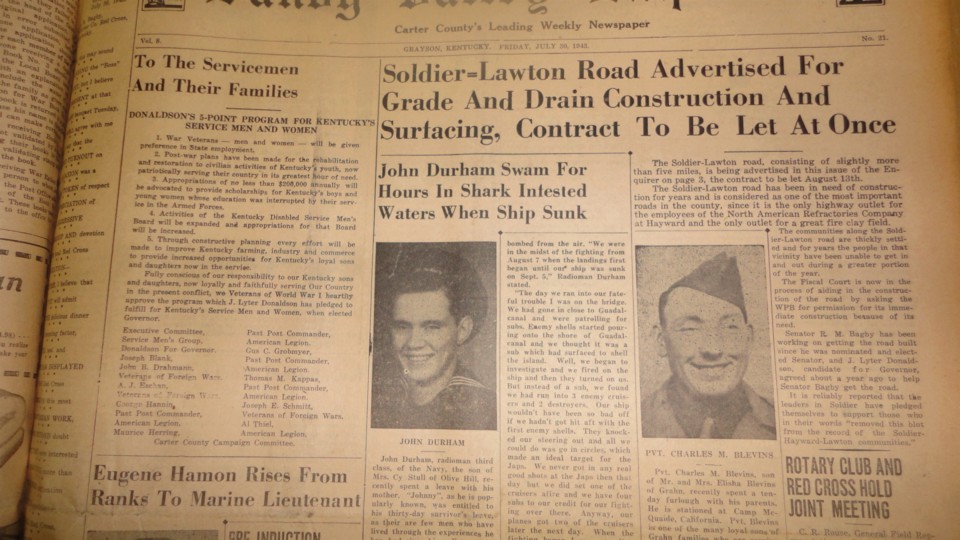 Carter County's Leading Weekly Newspaper
Vol. 8.
GRAYSON, KENTUCKY. FRIDAY, JULY 30, 1943.
No. 21.
To The Servicemen
And Their Families
DONALDSON'S 5-POINT PROGRAM FOR KENTUCKY'S
SERVICE MEN AND WOMEN
1. War Veterans — men and women — will be given
preference in State employment.
2. Post-war plans have been made for the rehabilitation
and restoration to civilian activities of Kentucky's youth, now
patriotically serving their country in its greatest hour of need.
3. Appropriations of no less than $200,000 annually will
be advocated to provide scholarship for Kentucky's boys and
young women whose education was interrupted by their serv-
ice in the Armed Forces.
4. Activities of the Kentucky Disabled Service Men's
Board will be expanded and appropriations for that Board
will be increased.
5. Through constructive planning every effort will be
made to improve Kentucky farming, industry and commerce
to provide increased opportunities for Kentucky's loyal sons
and daughters now in the service.
Fully conscious of our responsibility to our Kentucky sons
and daughters, now loyally and faithfully serving Our Country
in the present conflict, we Veterans of World War I heartily
approve the program which J. Lyter Donaldson has pledged to
fulfill for Kentucky's Service Men and Women, when elected
Governor.
Executive Committee,
Service Men's Group,
Donaldson For Governor.
Joseph Blank,
John B. Drahmann,
Veterans of Foreign Wars.
Veterans of Foreign Wars.
Past Post Commander,
American Legion.
Maurice Herring,
Past Post Commander,
American Legion.
Gus C.
Past Post Commander,
American Legion.
Thomas M. Kappas,
Past Post Commander,
American Legion.
Joseph E. Schmitt,
Veterans of Foreign Wars.
Al Thiel,
American Legion.
Carter County Campaign Committee.
Eugene Hamon Rises From
Ranks To Marine Lieutenant
PRE-INDUCTION
Soldier-Lawton Road Advertised For
Grade And Drain Construction And
Surfacing, Contract To Be Let At Once
John Durham Swam For
Hours In Shark Infested
Waters When Ship Sunk
JOHN DURHAM
John Durham, radioman third
class, of the Navy, the son of
Mrs. Cy Stull of Olive Hill, re-
cently spent a leave with his
mother. "Johnny", as he is pop-
ularly known, was entitled to
his thirty-day survivor's leave,
as their are few men who have
lived through the experiences he
bombed from the air. "We were
in the midst of the fighting from
August 7 when the landings first
began until our ship was sunk
on Sept. 5," Radioman Durham
stated.
"The day we ran into our fate-
ful trouble I was on the bridge.
We had gone in close to Guadal-
canal and were patrolling for
subs. Enemy shells started pour-
ing onto the shore of Guadal-
canal and we thought it was a
sub which had surfaced to shell
the island. Well, we began to
investigate and we fired on the
ship and then they turned on us.
But instead of a sub, we found
we had run into 3 enemy cruis-
ers and 2 destroyers. Our ship
wouldn't have been so bad off
if we hadn't got hit aft with the
first enemy shells. They knock-
ed our steering out and all we
could do was go in circles, which
made an ideal target for the
Japs. We never got in any real
good shots at the Japs then that
day but we did set one of the
cruisers afire and we have four
subs to our credit for our fight-
ing over there. Anyway, our
planes got two of the cruisers
later the next day. When the
The Soldier-Lawton road, consisting of slightly more
than five miles, is being advertised in this issue of the En-
quirer on page 3, the contract to be let August 13th.
The Soldier-Lawton road has been in need of construc-
tion for years and is considered as one of the most important
roads in the county, since it is the only highway outlet for
the employees of the North American Refractories Company
at Hayward and the only outlet for a great fire clay field.
PVT. CHARLES M. BLEVINS
Pvt. Charles M. Blevins, son
of Mr. and Mrs. Elisha Blevins
of Grahn, recently spent a ten-
day furlough with his parents.
He is stationed at Camp Mc-
Quaide, California. Pvt. Blevins
is one of the many loyal sons of
The communities along the Sold-
ier-Lawton road are thickly settl-
ed and for years the people in that
vicinity have been unable to get in
and out during a greater portion
of the year.
The Fiscal Court is now in the
process of aiding in the construc-
tion of the road by asking the
WPB for permission for the imme-
diate construction because of its
need.
Senator R. M. Bagby has been
working on getting the road built
since he was nominated and elect-
ed Senator, and J. Lyter Donald-
son, candidate for Governor,
agreed about a year ago to help
Senator Bagby get the road.
It is reliably reported that the
leaders in Soldier have pledged
themselves to support those who
in their words "removed this blot
from the record of the Soldier-
Hayward-Lawton communities."
ROTARY CLUB AND
RED CROSS HOLD
JOINT MEETING